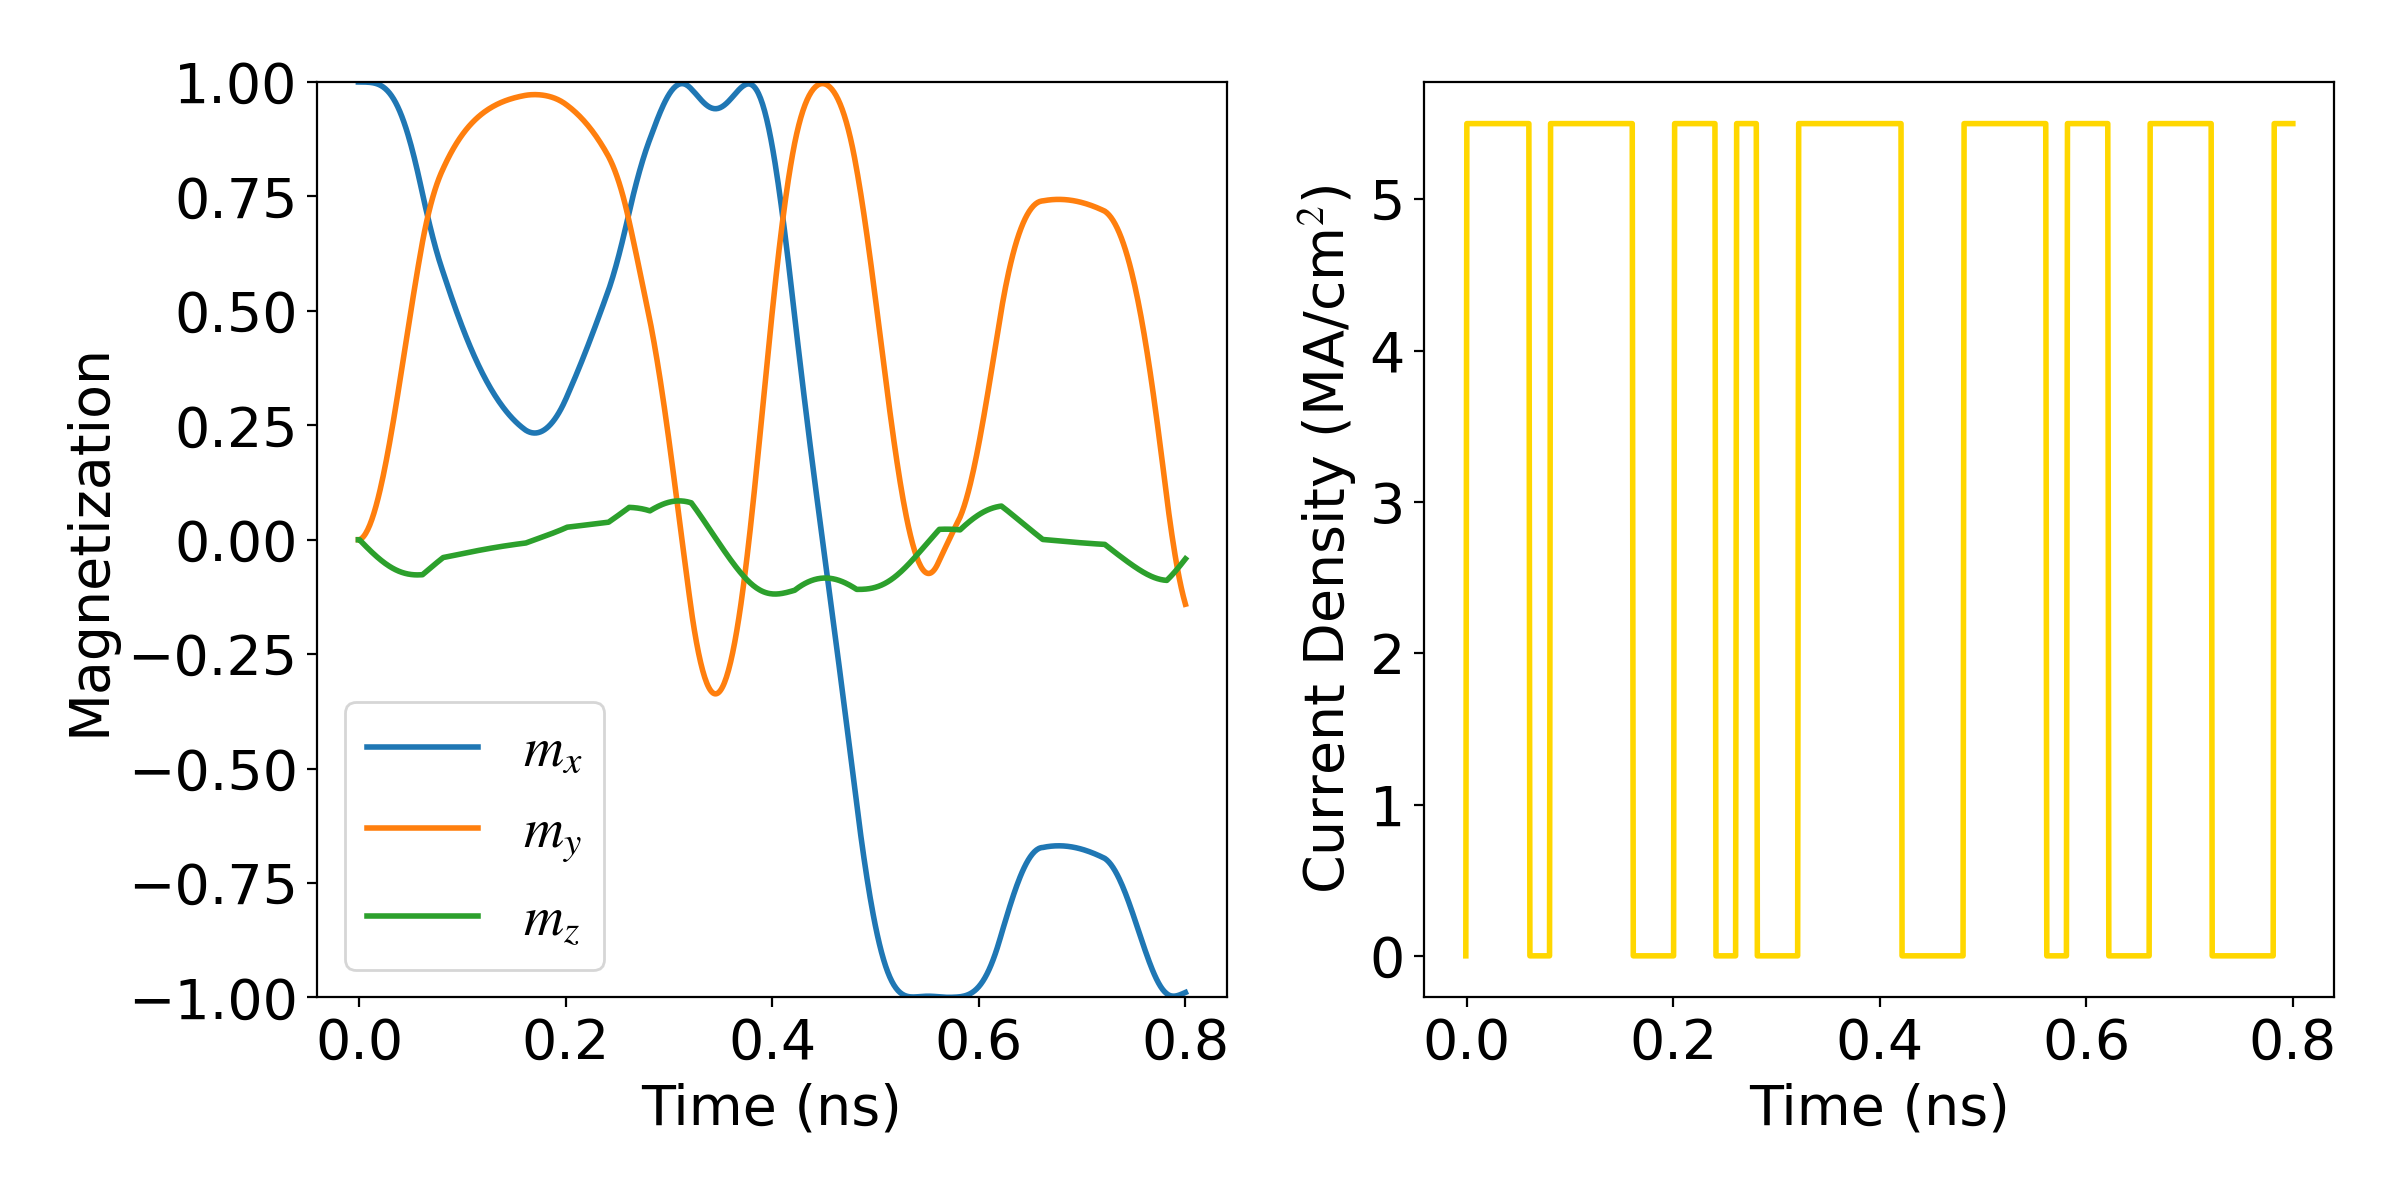 Magnetization
1.00
0.75
0.50
0.25
0.00
−0.25
−0.50
−0.75
−1.00
m_x
m_y
m_z
0.0 0.2 0.4 0.6 0.8
Time (ns)
Current Density (MA/cm²)
5
4
3
2
1
0
0.0 0.2 0.4 0.6 0.8
Time (ns)